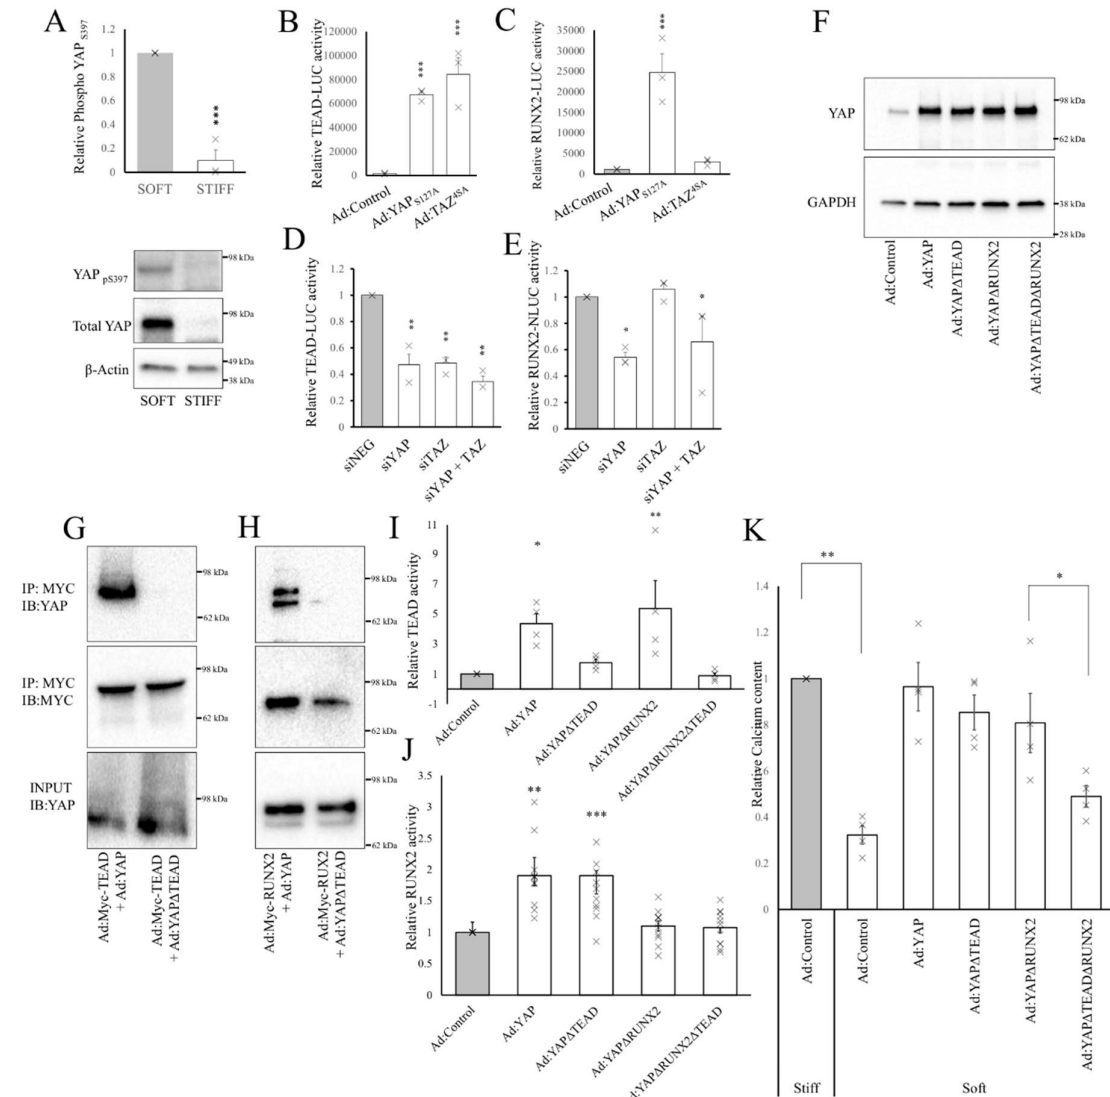 A
Relative Phospho YAP S397
1.2
1
0.8
0.6
0.4
0.2
0
***
SOFT
STIFF
YAP pS397
Total YAP
β-Actin
98 kDa
98 kDa
49 kDa
38 kDa
SOFT STIFF
B
Relative TEAD-LUC activity
120000
100000
80000
60000
40000
20000
0
***
***
Ad:Control
Ad:YAP S127A
Ad:TAZ4SA
C
Relative RUNX2-LUC activity
35000
30000
25000
20000
15000
10000
5000
0
***
Ad:Control
Ad:YAP S127A
Ad:TAZ4SA
D
Relative TEAD-LUC activity
1.2
1
0.8
0.6
0.4
0.2
0
**
**
**
siNEG
siYAP
siTAZ
siYAP + TAZ
E
Relative RUNX2-NLUC activity
1.2
1
0.8
0.6
0.4
0.2
0
*
*
siNEG
siYAP
siTAZ
siYAP + TAZ
F
YAP
98 kDa
62 kDa
GAPDH
38 kDa
28 kDa
Ad:Control
Ad:YAP
Ad:YAPΔTEAD
Ad:YAPΔRUNX2
Ad:YAPΔTEADΔRUNX2
G
IP: MYC
IB:YAP
98 kDa
62 kDa
IP: MYC
IB:MYC
98 kDa
62 kDa
INPUT
IB:YAP
98 kDa
Ad:Myc-TEAD
+ Ad:YAP
Ad:Myc-TEAD
+ Ad:YAPΔTEAD
H
98 kDa
62 kDa
98 kDa
62 kDa
98 kDa
62 kDa
Ad:Myc-RUNX2
+ Ad:YAP
Ad:Myc-RUX2
+ Ad:YAPΔTEAD
I
Relative TEAD activity
11
9
7
5
3
1
-1
*
**
Ad:Control
Ad:YAP
Ad:YAPΔTEAD
Ad:YAPΔRUNX2
Ad:YAPΔRUNX2ΔTEAD
J
Relative RUNX2 activity
3.5
3
2.5
2
1.5
1
0.5
0
**
***
Ad:Control
Ad:YAP
Ad:YAPΔTEAD
Ad:YAPΔRUNX2
Ad:YAPΔRUNX2ΔTEAD
K
Relative Calcium content
1.4
1.2
1
0.8
0.6
0.4
0.2
0
**
*
Ad:Control
Ad:Control
Ad:YAP
Ad:YAPΔTEAD
Ad:YAPΔRUNX2
Ad:YAPΔTEADΔRUNX2
Stiff
Soft